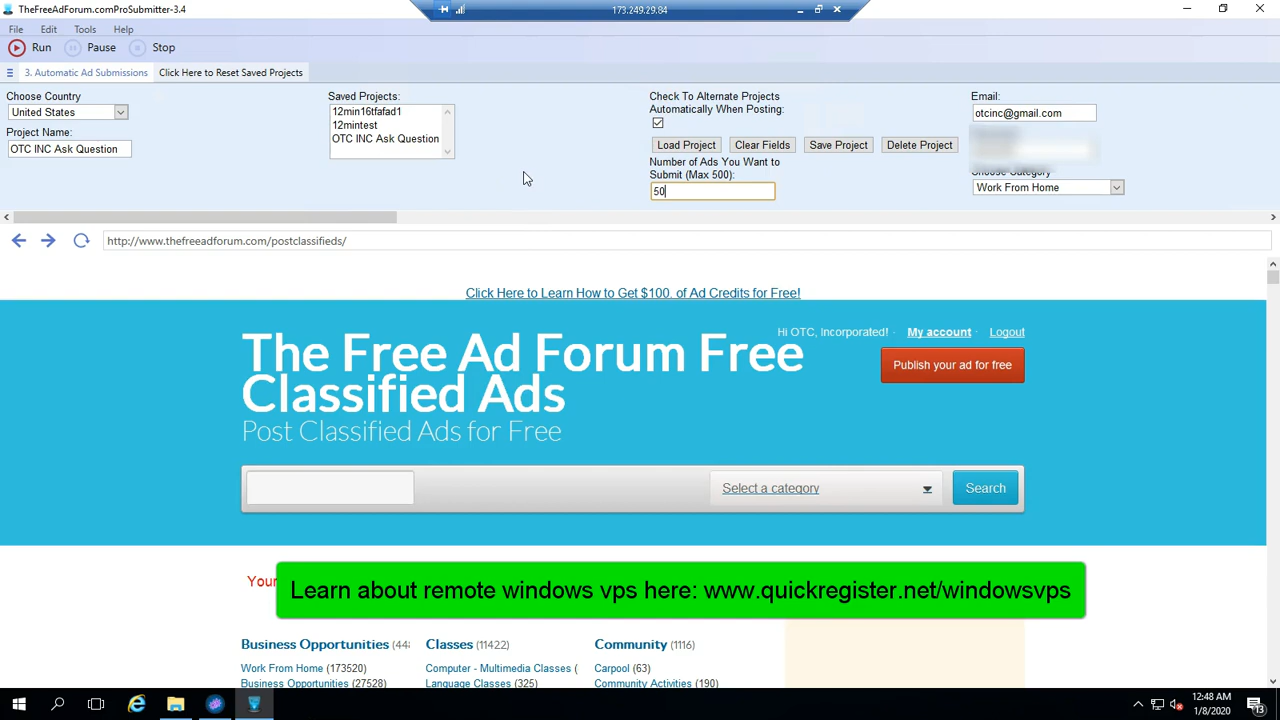 TheFreeAdForum.comProSubmitter-3.4
173.249.29.84
File Edit Tools Help
Run Pause Stop
3. Automatic Ad Submissions Click Here to Reset Saved Projects
Choose Country
United States
Project Name:
OTC INC Ask Question
Saved Projects:
12min16tfafad1
12mintest
OTC INC Ask Question
Check To Alternate Projects
Automatically When Posting:
Load Project Clear Fields Save Project Delete Project
Number of Ads You Want to
Submit (Max 500):
50
Email:
otcinc@gmail.com
Choose Category
Work From Home
http://www.thefreeadforum.com/postclassifieds/
Click Here to Learn How to Get $100. of Ad Credits for Free!
Hi OTC, Incorporated! · My account · Logout
Publish your ad for free
The Free Ad Forum Free
Classified Ads
Post Classified Ads for Free
Select a category
Search
Your
Learn about remote windows vps here: www.quickregister.net/windowsvps
Business Opportunities Classes (11422) Community (1116)
Work From Home (173520) Computer - Multimedia Classes ( Carpool (63)
Business Opportunities (27528) Language Classes (325) Community Activities (190)
12:48 AM
1/8/2020
13